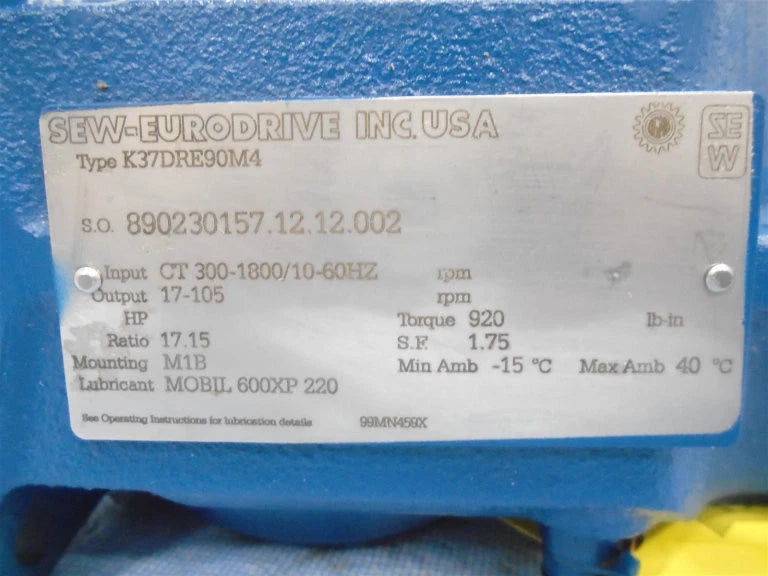 SEW-EURODRIVE INC. USA
SEW
Type K37DRE90M4
S.O. 890230157.12.12.002
Input CT 300-1800/10-60HZ rpm
Output 17-105 rpm
HP Torque 920 lb-in
Ratio 17.15 S.F. 1.75
Mounting M1B Min Amb -15 °C Max Amb 40 °C
Lubricant MOBIL 600XP 220
See Operating Instructions for lubrication details 99MN459X